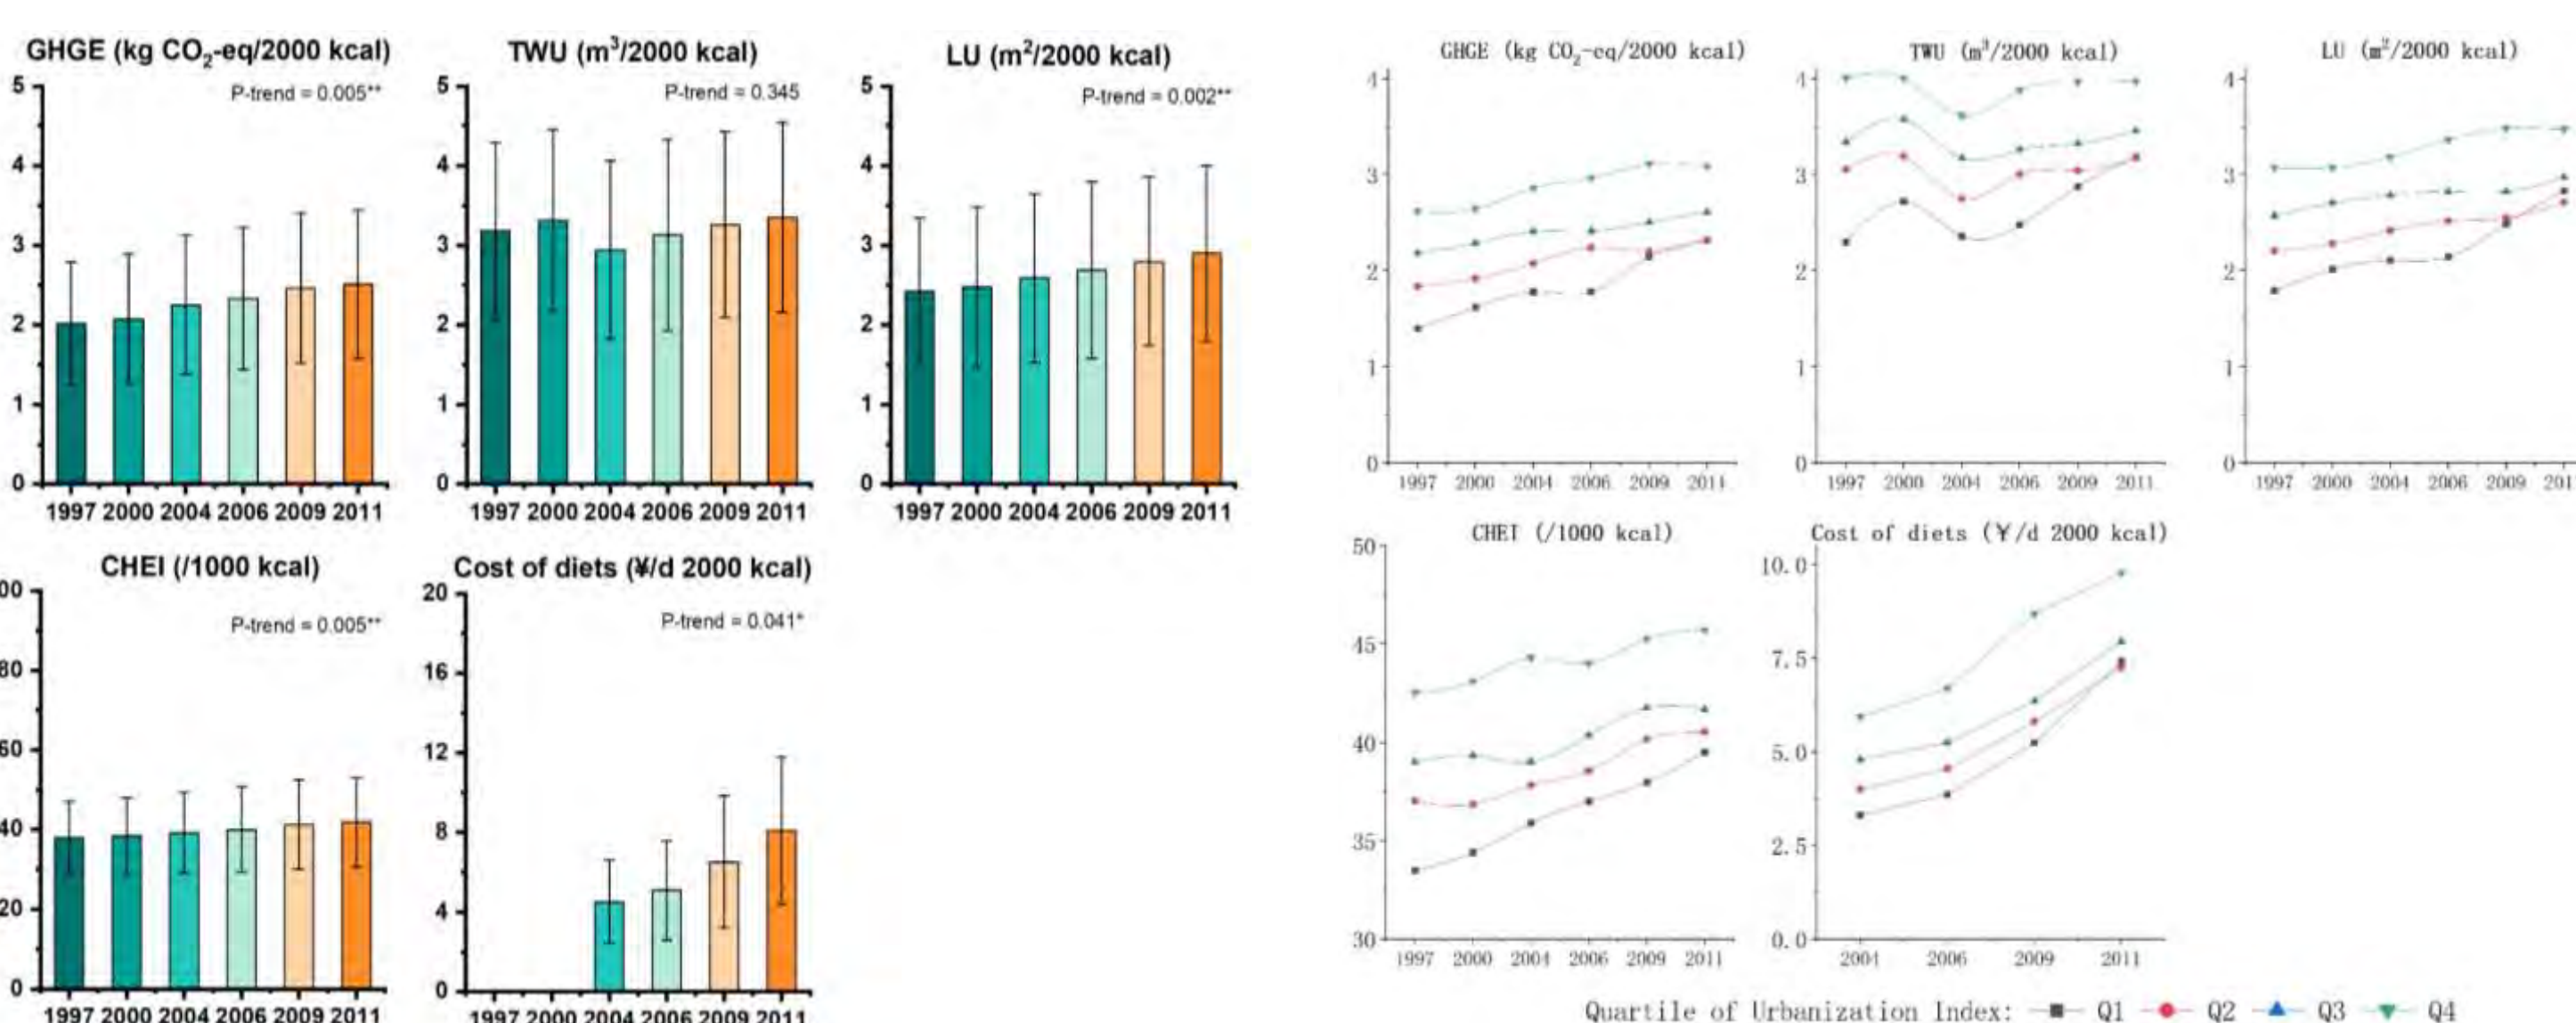 GHGE (kg CO₂-eq/2000 kcal)
P-trend = 0.005**
5
4
3
2
1
0
1997 2000 2004 2006 2009 2011
TWU (m³/2000 kcal)
P-trend = 0.345
5
4
3
2
1
0
1997 2000 2004 2006 2009 2011
LU (m²/2000 kcal)
P-trend = 0.002**
5
4
3
2
1
0
1997 2000 2004 2006 2009 2011
GHGE (kg CO₂-eq/2000 kcal)
4
3
2
1
0
1997 2000 2004 2006 2009 2011
TWU (m³/2000 kcal)
4
3
2
1
0
1997 2000 2004 2006 2009 2011
LU (m²/2000 kcal)
4
3
2
1
0
1997 2000 2004 2006 2009 201
CHEI (/1000 kcal)
P-trend = 0.005**
00
80
60
40
20
0
1997 2000 2004 2006 2009 2011
Cost of diets (¥/d 2000 kcal)
P-trend = 0.041*
20
16
12
8
4
0
1997 2000 2004 2006 2009 2011
CHEI (/1000 kcal)
50
45
40
35
30
1997 2000 2004 2006 2009 2011
Cost of diets (¥/d 2000 kcal)
10.0
7.5
5.0
2.5
0.0
2004 2006 2009 2011
Quartile of Urbanization Index: Q1 Q2 Q3 Q4